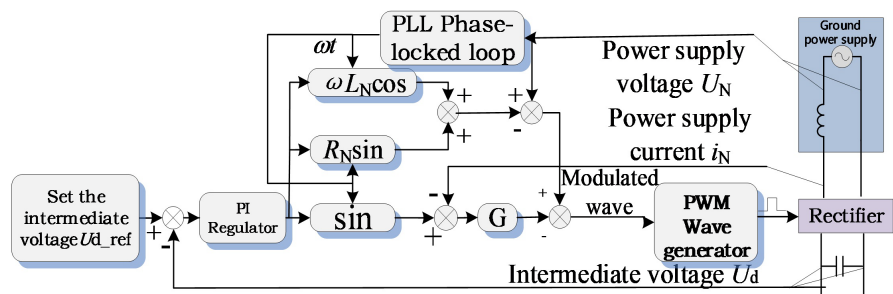 PLL Phase-
locked loop
ωt
Ground
power supply
Power supply
voltage UN
ωLNcos
+
+
+
-
RNsin
Power supply
current iN
Set the
intermediate
voltageUd_ref
+
-
PI
Regulator
sin
-
+
G
+
-
Modulated
wave
PWM
Wave
generator
Rectifier
Intermediate voltage Ud